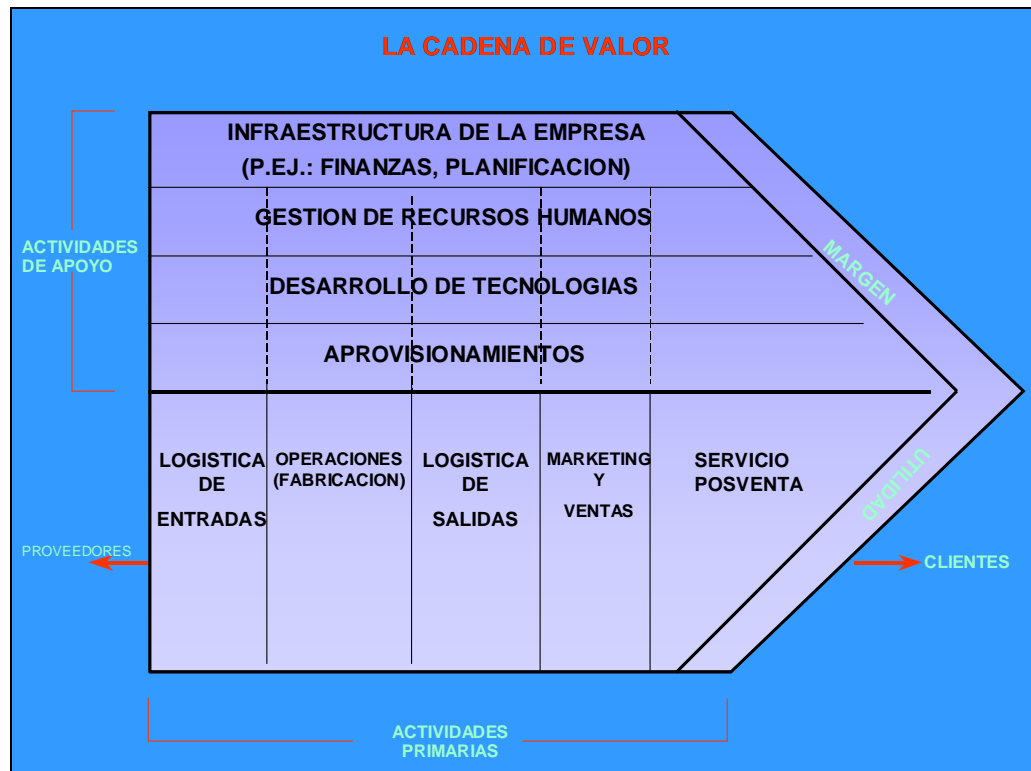 LA CADENA DE VALOR
INFRAESTRUCTURA DE LA EMPRESA
(P.EJ.: FINANZAS, PLANIFICACION)
GESTION DE RECURSOS HUMANOS
ACTIVIDADES
DE APOYO
DESARROLLO DE TECNOLOGIAS
APROVISIONAMIENTOS
MARGEN
LOGISTICA
DE
ENTRADAS
OPERACIONES
(FABRICACION)
LOGISTICA
DE
SALIDAS
MARKETING
Y
VENTAS
SERVICIO
POSVENTA
UTILIDAD
PROVEEDORES
CLIENTES
ACTIVIDADES
PRIMARIAS